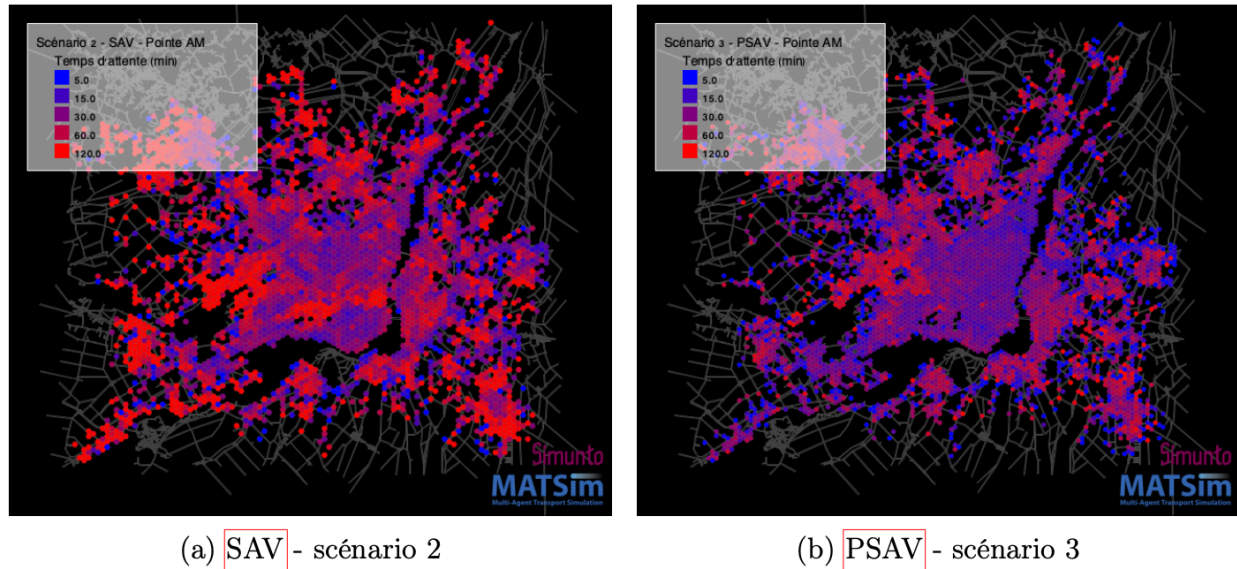 Scénario 2 - SAV - Pointe AM
Temps d'attente (min)
5.0
15.0
30.0
60.0
120.0
Simunto
MATSim
Multi-Agent Transport Simulation
(a) SAV - scénario 2
Scénario 3 - PSAV - Pointe AM
Temps d'attente (min)
5.0
15.0
30.0
60.0
120.0
Simunto
MATSim
Multi-Agent Transport Simulation
(b) PSAV - scénario 3